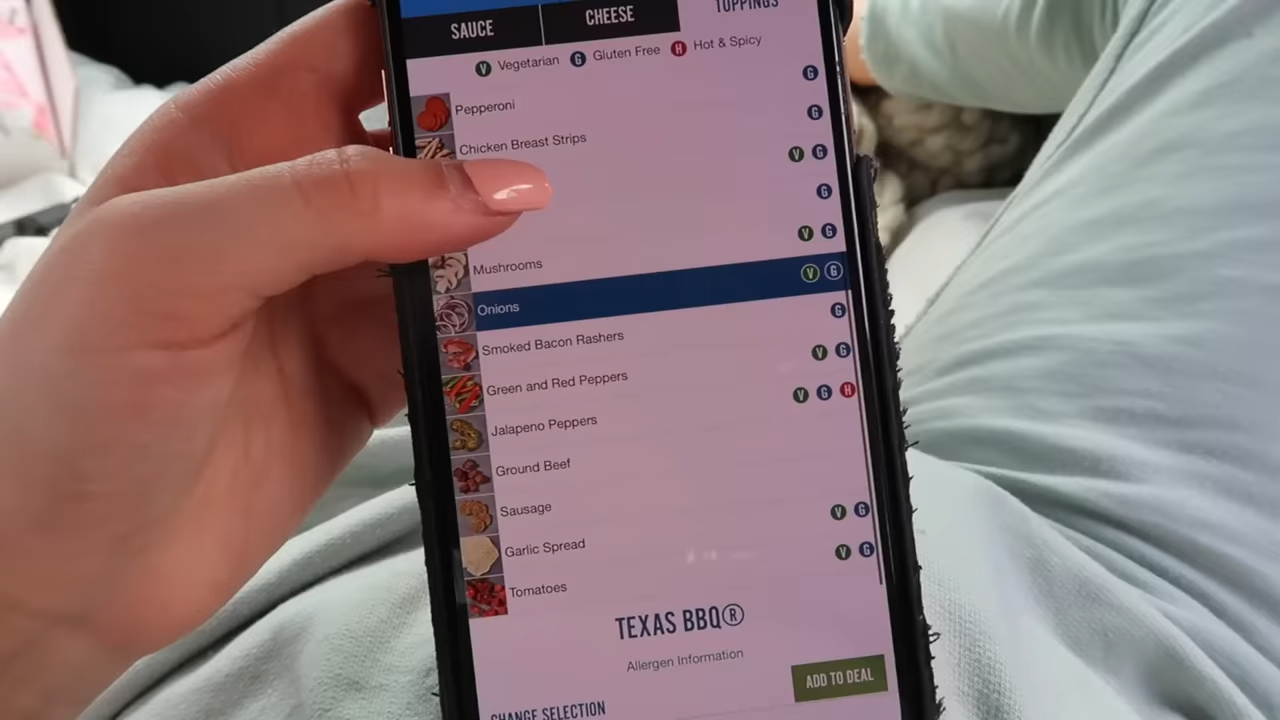 SAUCE CHEESE TOPPINGS
V Vegetarian G Gluten Free H Hot & Spicy
Pepperoni G
Chicken Breast Strips G
V G
G
V G
Mushrooms V G
Onions G
Smoked Bacon Rashers V G
Green and Red Peppers V G H
Jalapeno Peppers
Ground Beef
Sausage V G
Garlic Spread V G
Tomatoes
TEXAS BBQ®
Allergen Information
ADD TO DEAL
CHANGE SELECTION